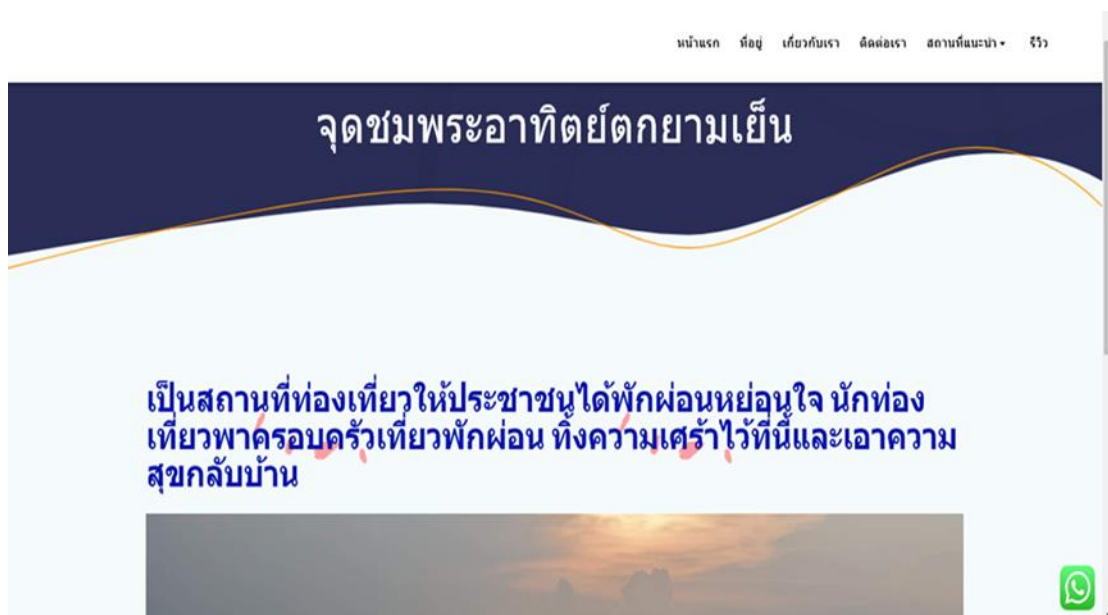 หน้าแรก ที่อยู่ เกี่ยวกับเรา ติดต่อเรา สถานที่แนะนำ รีวิว
จุดชมพระอาทิตย์ตกยามเย็น
เป็นสถานที่ท่องเที่ยวให้ประชาชนได้พักผ่อนหย่อนใจ นักท่อง
เที่ยวพาครอบครัวเที่ยวพักผ่อน ทิ้งความเศร้าไว้ที่นี้และเอาความ
สุขกลับบ้าน